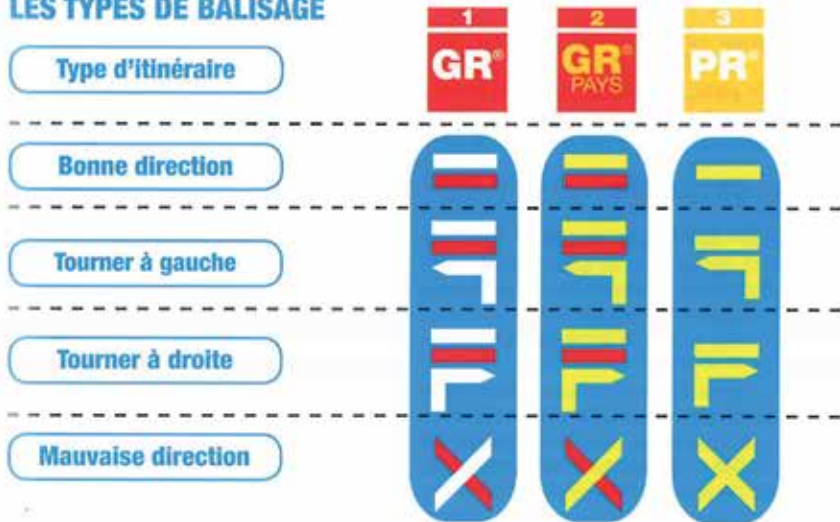 LES TYPES DE BALISAGE
1 2 3
Type d'itinéraire
GR® GR® PR®
PAYS
Bonne direction
Tourner à gauche
Tourner à droite
Mauvaise direction